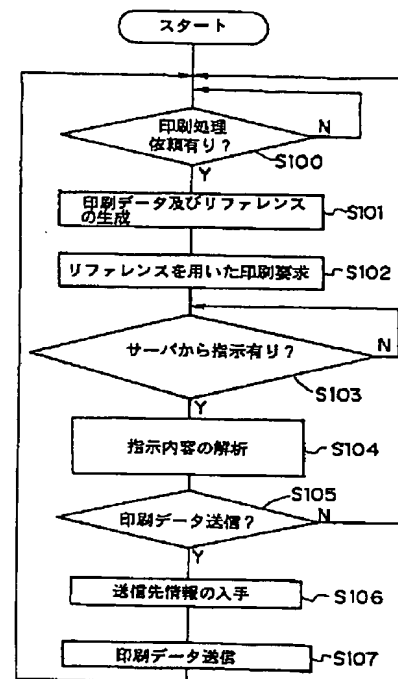 スタート
印刷処理
依頼有り?
N
S100
Y
印刷データ及びリファレンス
の生成
S101
リファレンスを用いた印刷要求
S102
サーバから指示有り?
N
S103
Y
指示内容の解析
S104
S105
印刷データ送信?
N
Y
送信先情報の入手
S106
印刷データ送信
S107